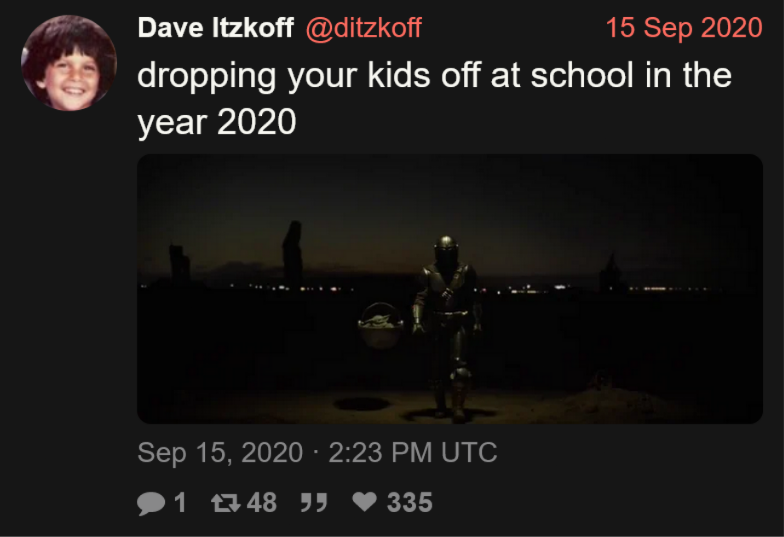 Dave Itzkoff @ditzkoff 15 Sep 2020
dropping your kids off at school in the
year 2020
Sep 15, 2020 · 2:23 PM UTC
1 48 335